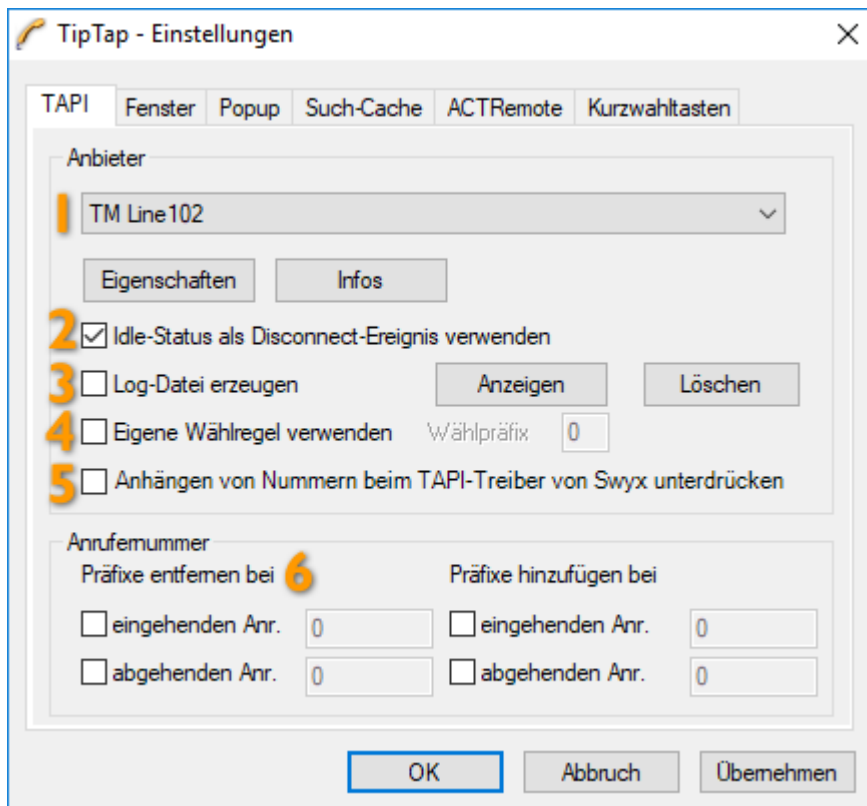 TipTap - Einstellungen
TAPI Fenster Popup Such-Cache ACTRemote Kurzwahltasten
Anbieter
1 TM Line102
Eigenschaften Infos
2 Idle-Status als Disconnect-Ereignis verwenden
3 Log-Datei erzeugen Anzeigen Löschen
4 Eigene Wählregel verwenden Wählpräfix 0
5 Anhängen von Nummern beim TAPI-Treiber von Swyx unterdrücken
Anrufernummer
Präfixe entfernen bei 6 Präfixe hinzufügen bei
eingehenden Anr. 0 eingehenden Anr. 0
abgehenden Anr. 0 abgehenden Anr. 0
OK Abbruch Übernehmen